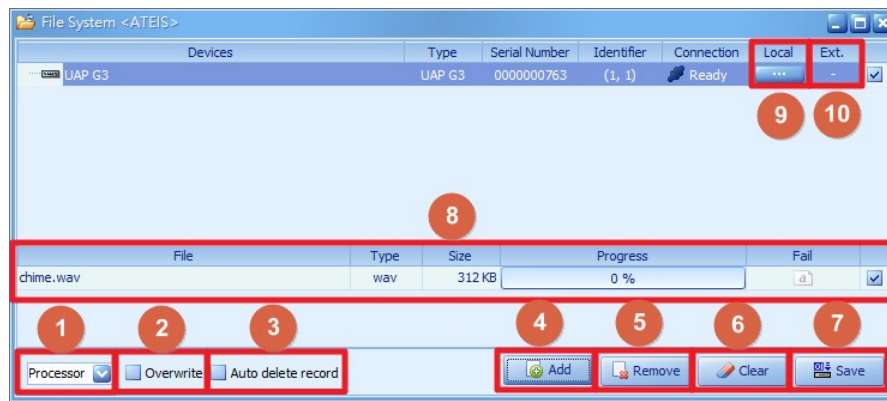 File System <ATEIS>
Devices Type Serial Number Identifier Connection Local Ext.
UAP G3 UAP G3 0000000763 (1, 1) Ready ... -
9 10
8
File Type Size Progress Fail
chime.wav wav 312 KB 0 % a
1 2 3 4 5 6 7
Processor Overwrite Auto delete record Add Remove Clear Save